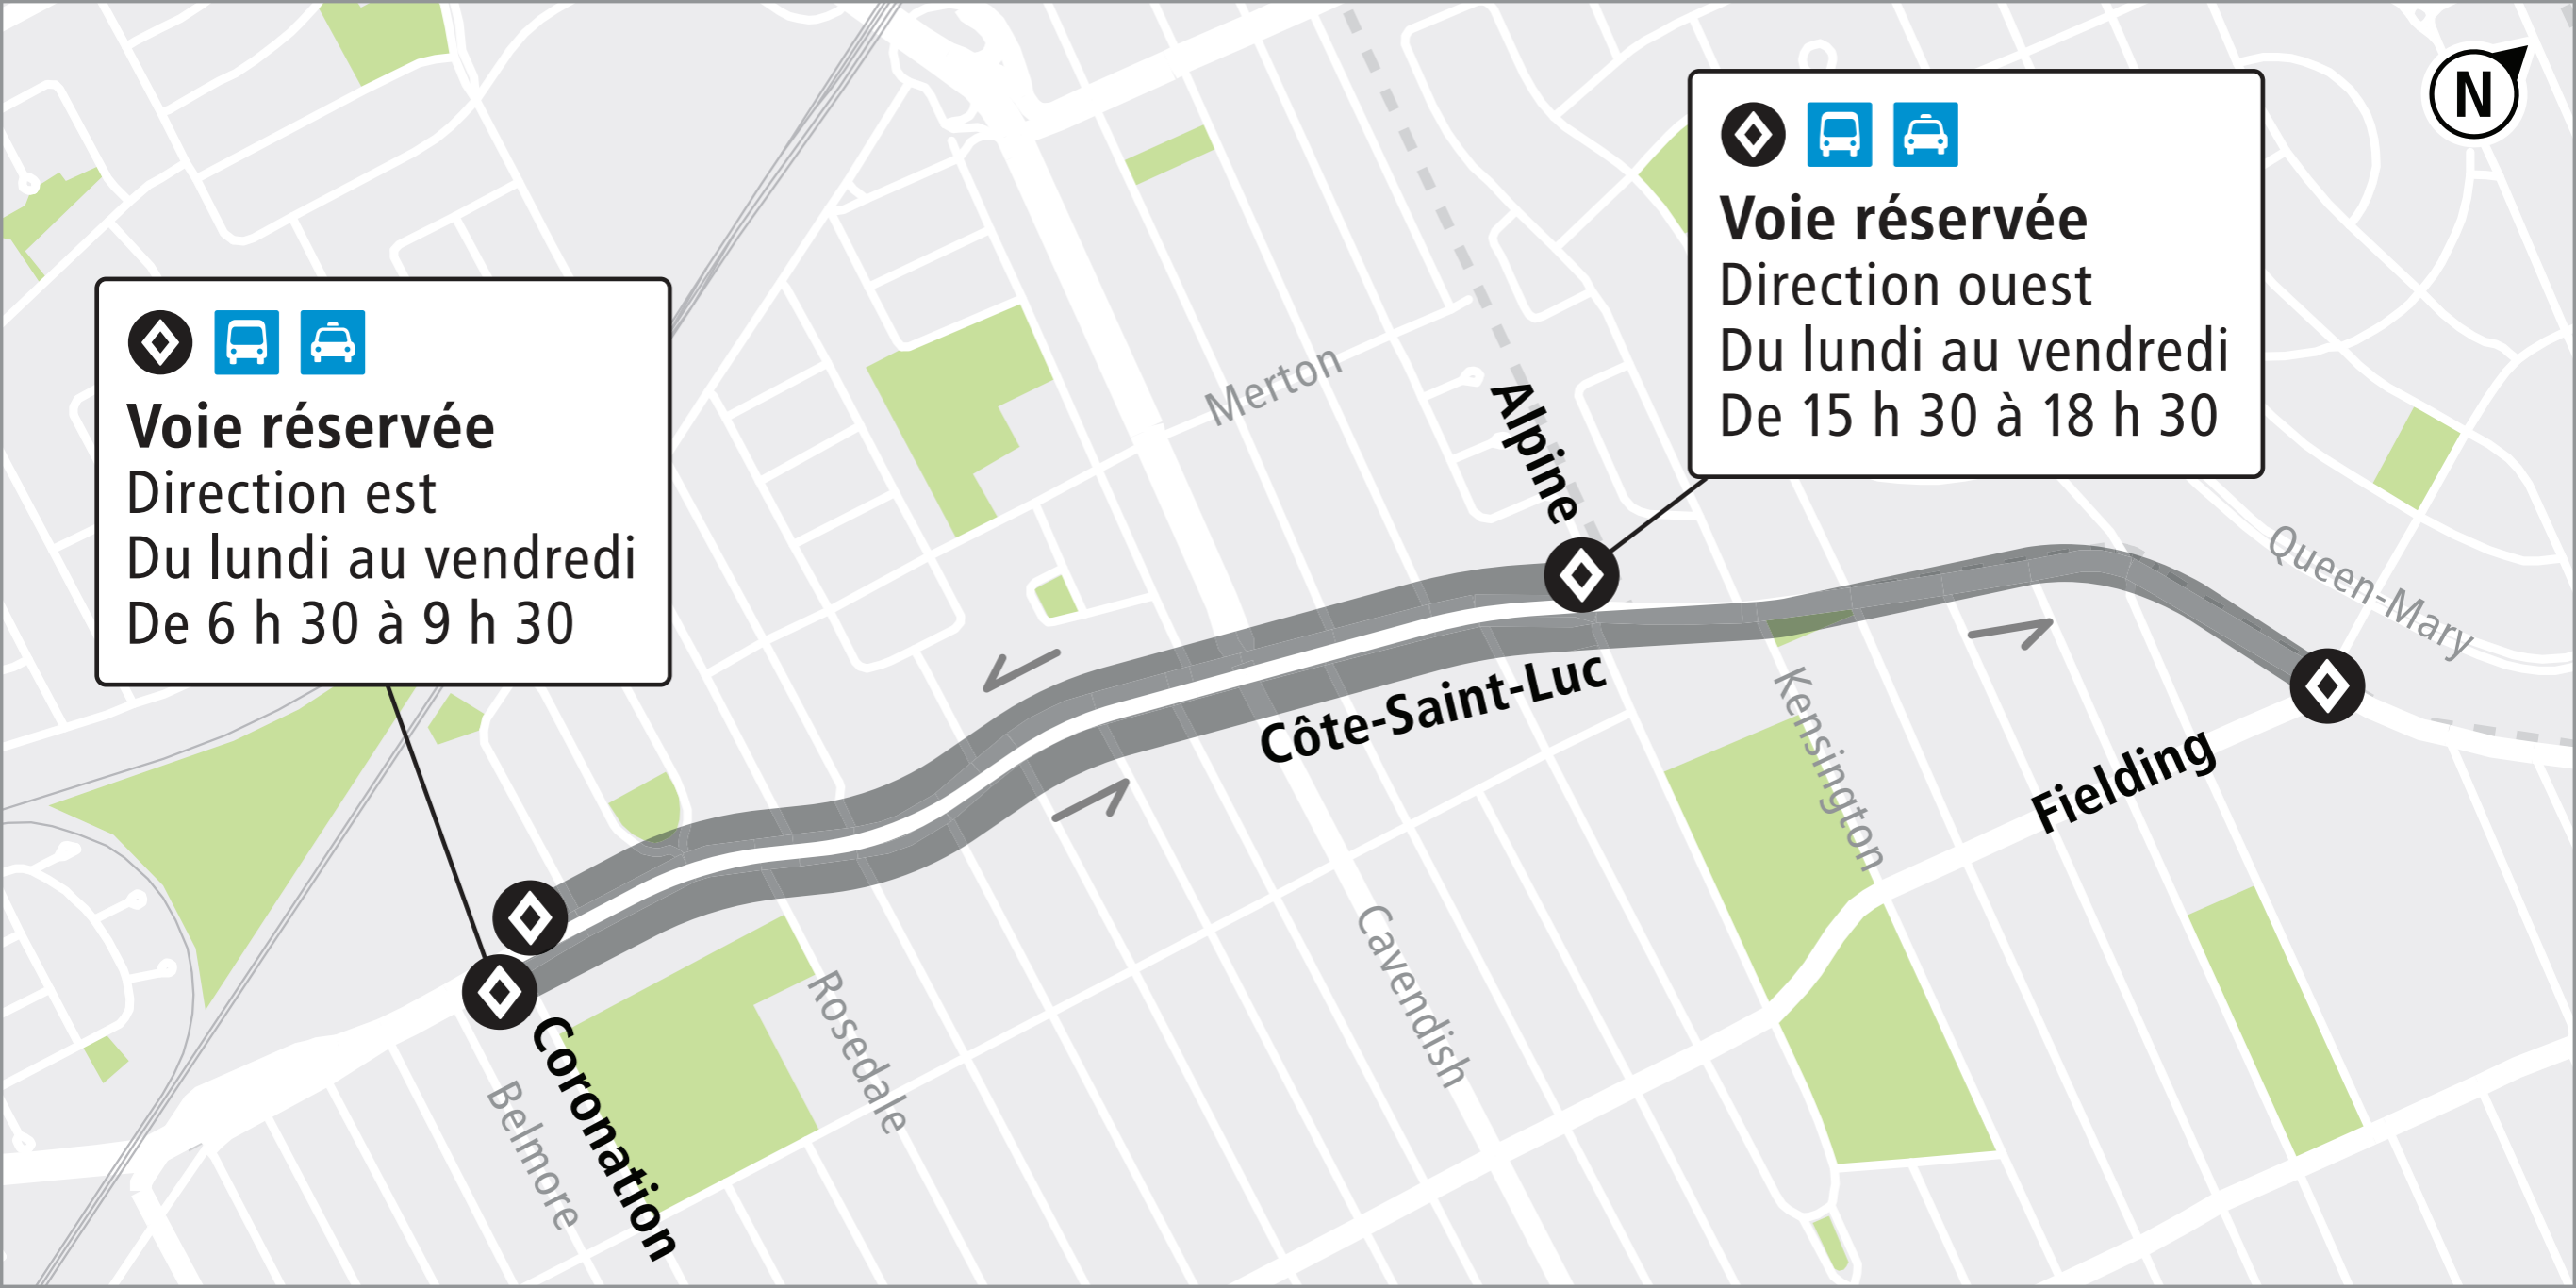 N
Voie réservée
Direction ouest
Du lundi au vendredi
De 15 h 30 à 18 h 30
Voie réservée
Direction est
Du lundi au vendredi
De 6 h 30 à 9 h 30
Merton
Alpine
Queen-Mary
Côte-Saint-Luc
Kensington
Fielding
Cavendish
Rosedale
Coronation
Belmore